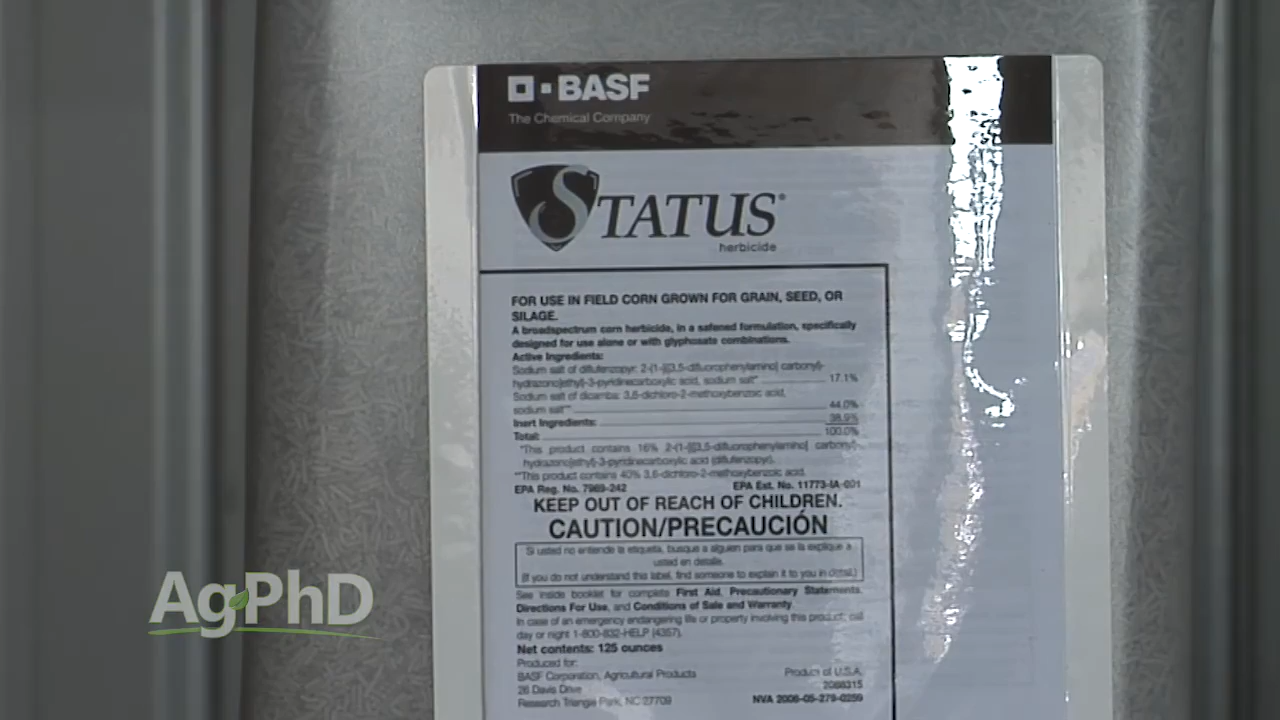 BASF
The Chemical Company
STATUS®
herbicide
FOR USE IN FIELD CORN GROWN FOR GRAIN, SEED, OR
SILAGE.
A broadspectrum corn herbicide, in a safened formulation, specifically
designed for use alone or with glyphosate combinations.
Active Ingredients:
Sodium salt of diflufenzopyr: 2-(1-[([3,5-difluorophenylamino] carbonyl)-
hydrazono]ethyl)-3-pyridinecarboxylic acid, sodium salt* 17.1%
Sodium salt of dicamba: 3,6-dichloro-2-methoxybenzoic acid,
sodium salt** 44.0%
Inert Ingredients: 38.9%
Total: 100.0%
*This product contains 16% 2-(1-[([3,5-difluorophenylamino] carbonyl)-
hydrazono]ethyl)-3-pyridinecarboxylic acid (diflufenzopyr).
**This product contains 40% 3,6-dichloro-2-methoxybenzoic acid.
EPA Reg. No. 7969-242 EPA Est. No. 11773-IA-001
KEEP OUT OF REACH OF CHILDREN.
CAUTION/PRECAUCIÓN
Si usted no entiende la etiqueta, busque a alguien para que se la explique a
usted en detalle.
(If you do not understand this label, find someone to explain it to you in detail.)
See inside booklet for complete First Aid, Precautionary Statements,
Directions For Use, and Conditions of Sale and Warranty.
In case of an emergency endangering life or property involving this product, call
day or night 1-800-832-HELP (4357).
Net contents: 125 ounces
Produced for:
BASF Corporation, Agricultural Products
26 Davis Drive
Research Triangle Park, NC 27709
Product of U.S.A.
2068315
NVA 2006-05-279-0259
AgPhD